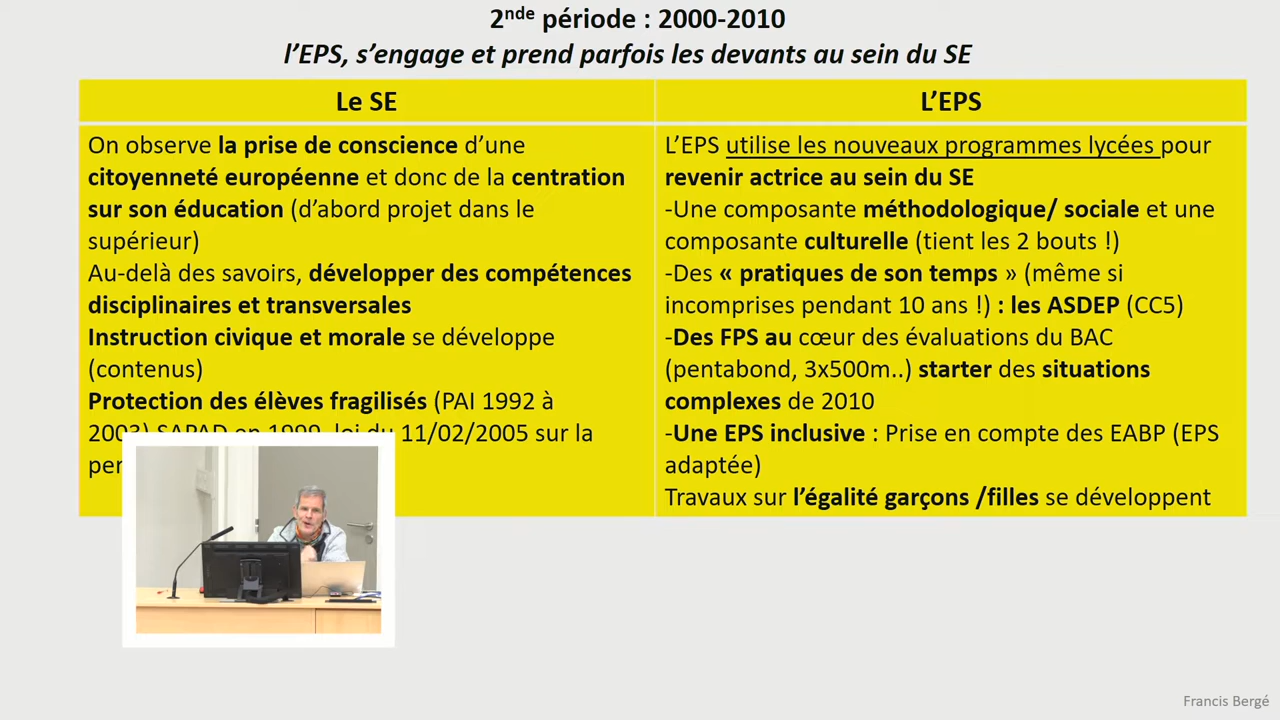 2nde période : 2000-2010
l’EPS, s’engage et prend parfois les devants au sein du SE
Le SE
On observe la prise de conscience d’une
citoyenneté européenne et donc de la centration
sur son éducation (d’abord projet dans le
supérieur)
Au-delà des savoirs, développer des compétences
disciplinaires et transversales
Instruction civique et morale se développe
(contenus)
Protection des élèves fragilisés (PAI 1992 à
2003) SAPAD en 1999, loi du 11/02/2005 sur la
L’EPS
L’EPS utilise les nouveaux programmes lycées pour
revenir actrice au sein du SE
-Une composante méthodologique/ sociale et une
composante culturelle (tient les 2 bouts !)
-Des « pratiques de son temps » (même si
incomprises pendant 10 ans !) : les ASDEP (CC5)
-Des FPS au cœur des évaluations du BAC
(pentabond, 3x500m..) starter des situations
complexes de 2010
-Une EPS inclusive : Prise en compte des EABP (EPS
adaptée)
Travaux sur l’égalité garçons /filles se développent
Francis Bergé